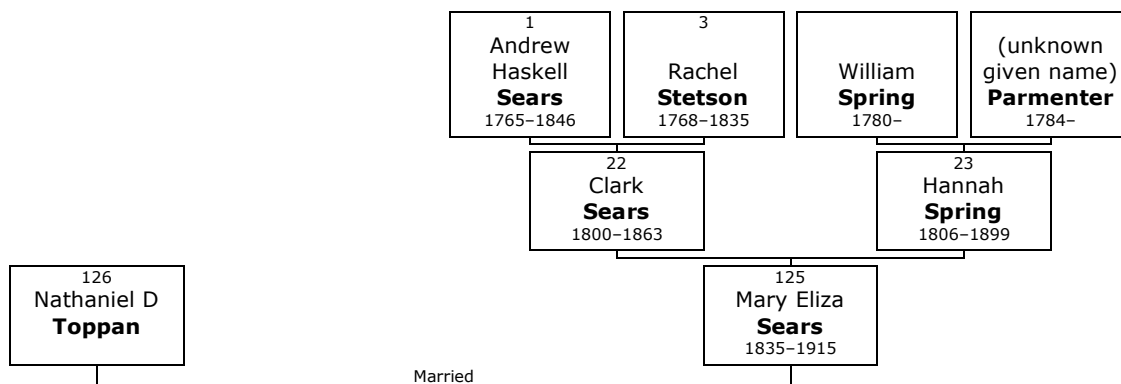 1
Andrew
Haskell
Sears
1765–1846
3
Rachel
Stetson
1768–1835
William
Spring
1780–
(unknown
given name)
Parmenter
1784–
22
Clark
Sears
1800–1863
23
Hannah
Spring
1806–1899
126
Nathaniel D
Toppan
125
Mary Eliza
Sears
1835–1915
Married